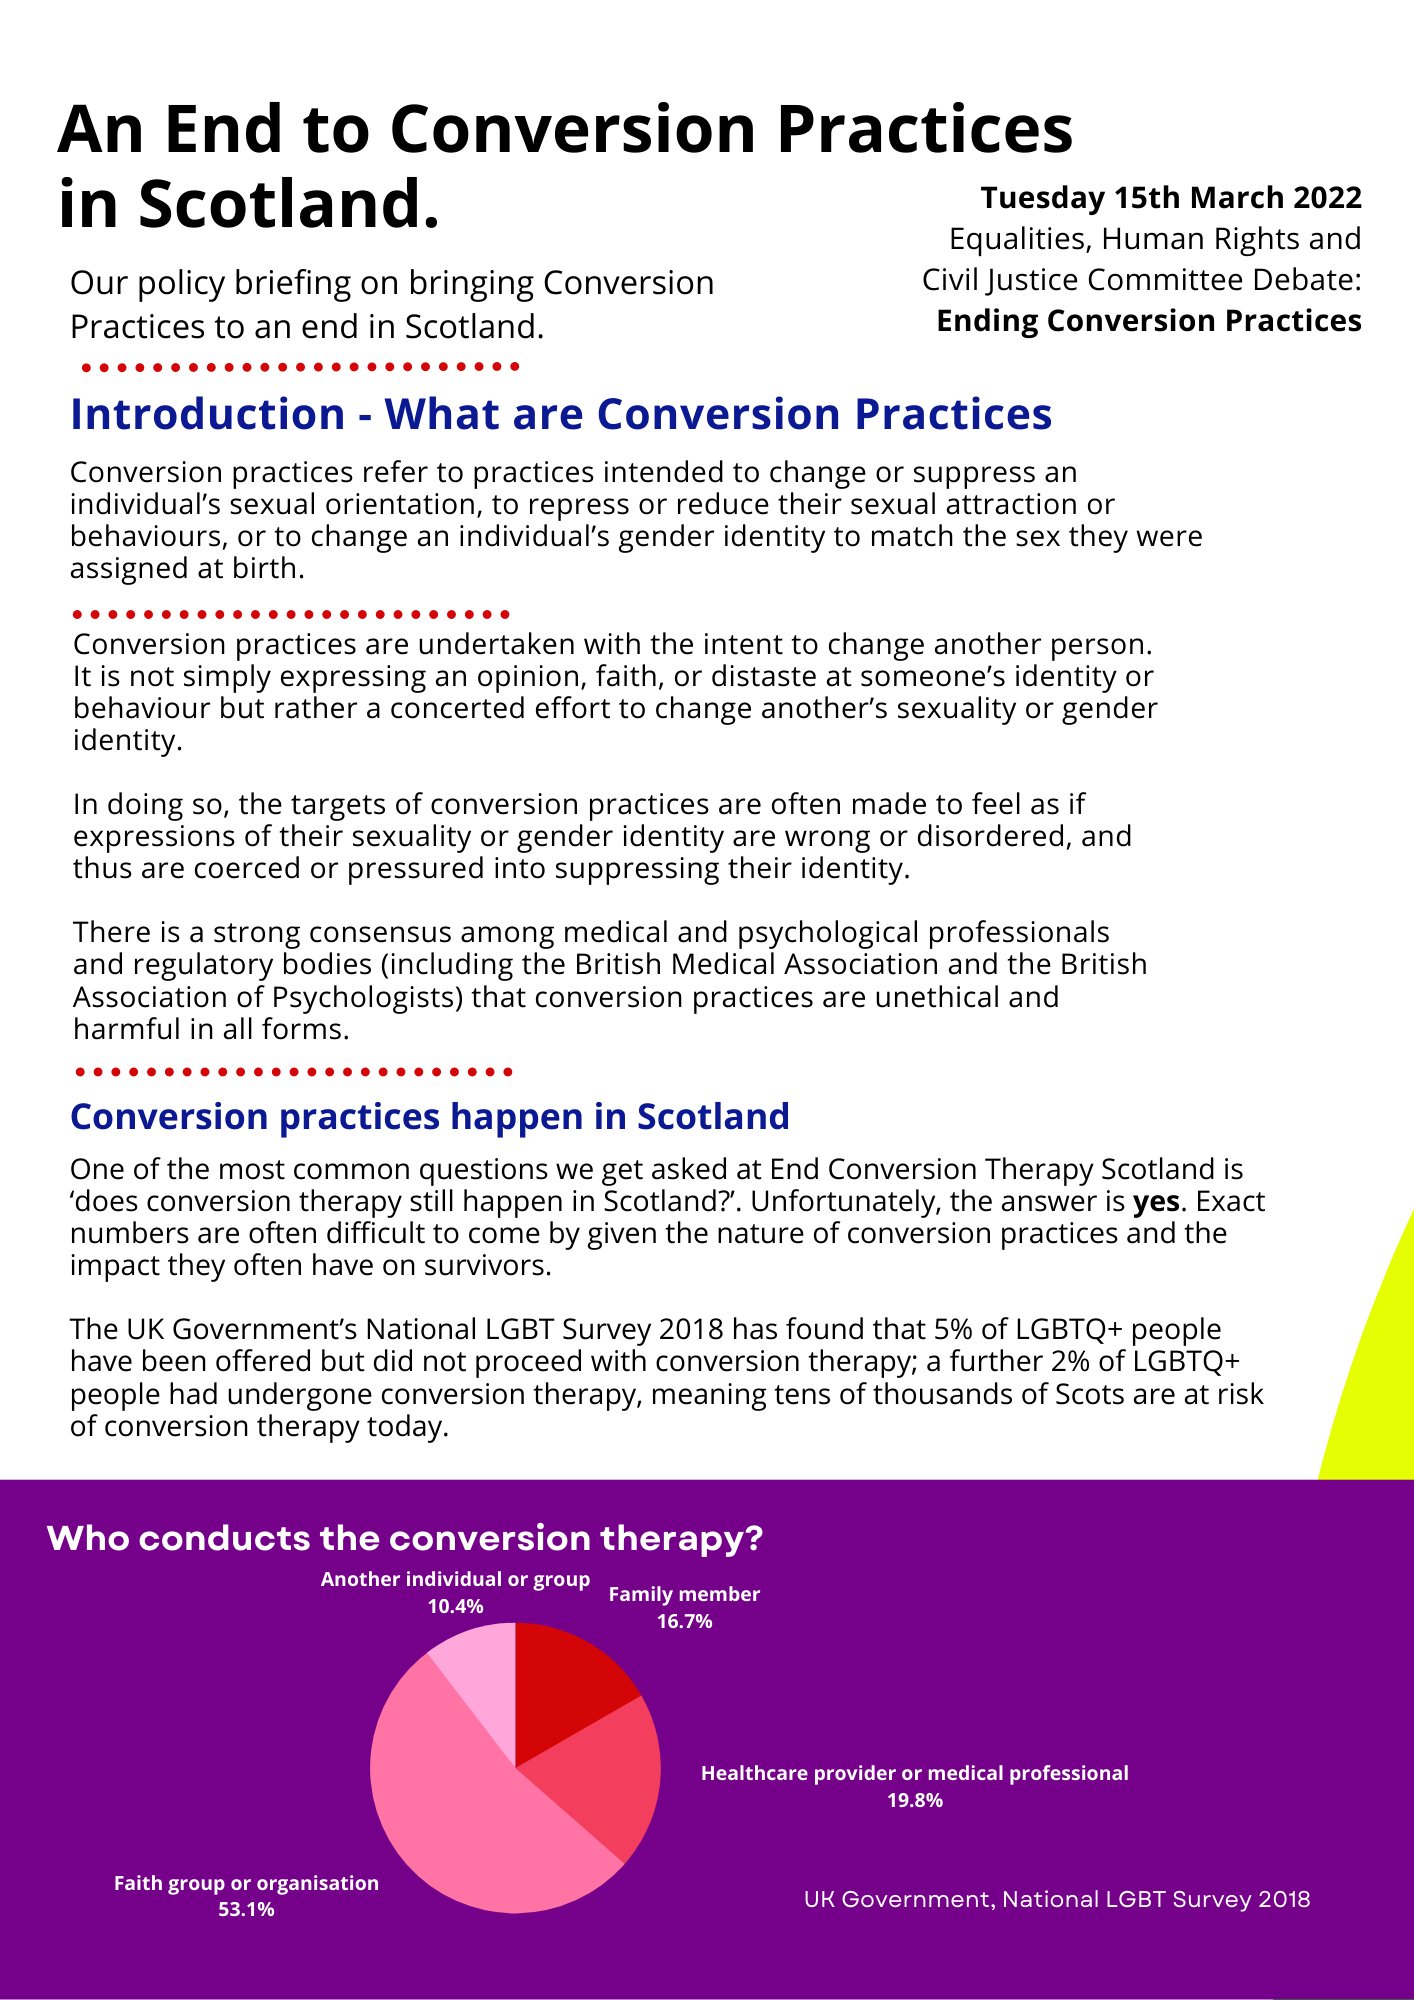 An End to Conversion Practices
in Scotland.
Tuesday 15th March 2022
Equalities, Human Rights and
Civil Justice Committee Debate:
Ending Conversion Practices
Our policy briefing on bringing Conversion
Practices to an end in Scotland.
Introduction - What are Conversion Practices
Conversion practices refer to practices intended to change or suppress an
individual’s sexual orientation, to repress or reduce their sexual attraction or
behaviours, or to change an individual’s gender identity to match the sex they were
assigned at birth.
Conversion practices are undertaken with the intent to change another person.
It is not simply expressing an opinion, faith, or distaste at someone’s identity or
behaviour but rather a concerted effort to change another’s sexuality or gender
identity.
In doing so, the targets of conversion practices are often made to feel as if
expressions of their sexuality or gender identity are wrong or disordered, and
thus are coerced or pressured into suppressing their identity.
There is a strong consensus among medical and psychological professionals
and regulatory bodies (including the British Medical Association and the British
Association of Psychologists) that conversion practices are unethical and
harmful in all forms.
Conversion practices happen in Scotland
One of the most common questions we get asked at End Conversion Therapy Scotland is
‘does conversion therapy still happen in Scotland?’. Unfortunately, the answer is yes. Exact
numbers are often difficult to come by given the nature of conversion practices and the
impact they often have on survivors.
The UK Government’s National LGBT Survey 2018 has found that 5% of LGBTQ+ people
have been offered but did not proceed with conversion therapy; a further 2% of LGBTQ+
people had undergone conversion therapy, meaning tens of thousands of Scots are at risk
of conversion therapy today.
Who conducts the conversion therapy?
Another individual or group
10.4%
Family member
16.7%
Healthcare provider or medical professional
19.8%
Faith group or organisation
53.1%
UK Government, National LGBT Survey 2018